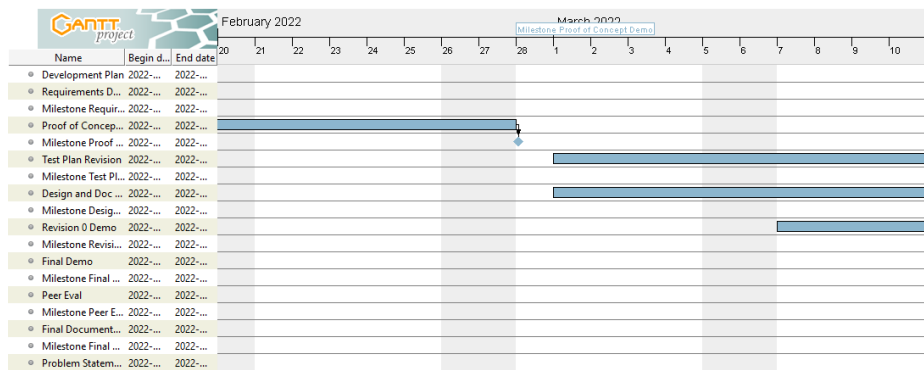 GANTT
project
February 2022
March 2022
Milestone Proof of Concept Demo
Name Begin d... End date
20 21 22 23 24 25 26 27 28 1 2 3 4 5 6 7 8 9 10
Development Plan 2022-... 2022-...
Requirements D... 2022-... 2022-...
Milestone Requir... 2022-... 2022-...
Proof of Concep... 2022-... 2022-...
Milestone Proof ... 2022-... 2022-...
Test Plan Revision 2022-... 2022-...
Milestone Test Pl... 2022-... 2022-...
Design and Doc ... 2022-... 2022-...
Milestone Desig... 2022-... 2022-...
Revision 0 Demo 2022-... 2022-...
Milestone Revisi... 2022-... 2022-...
Final Demo 2022-... 2022-...
Milestone Final ... 2022-... 2022-...
Peer Eval 2022-... 2022-...
Milestone Peer E... 2022-... 2022-...
Final Document... 2022-... 2022-...
Milestone Final ... 2022-... 2022-...
Problem Statem... 2022-... 2022-...